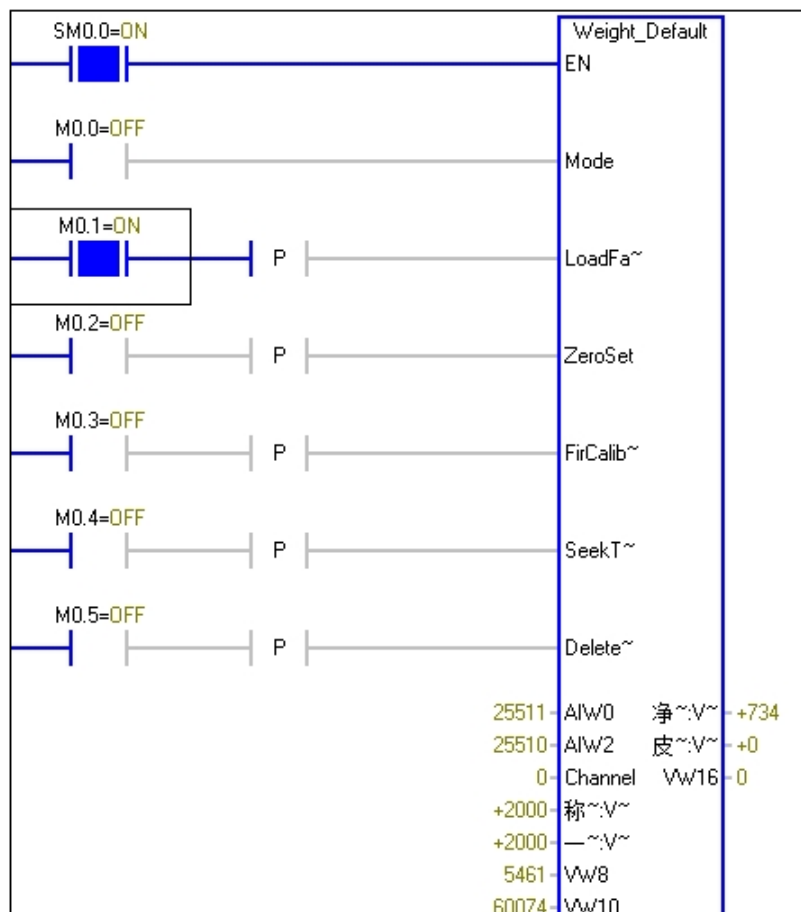 SM0.0=ON
Weight_Default
EN
M0.0=OFF
Mode
M0.1=ON
P
LoadFa~
M0.2=OFF
P
ZeroSet
M0.3=OFF
P
FirCalib~
M0.4=OFF
P
SeekT~
M0.5=OFF
P
Delete~
25511 AIW0 净~:V~ +734
25510 AIW2 皮~:V~ +0
0 Channel VW16 0
+2000 称~:V~
+2000 一~:V~
5461 VW8
60074 VW10